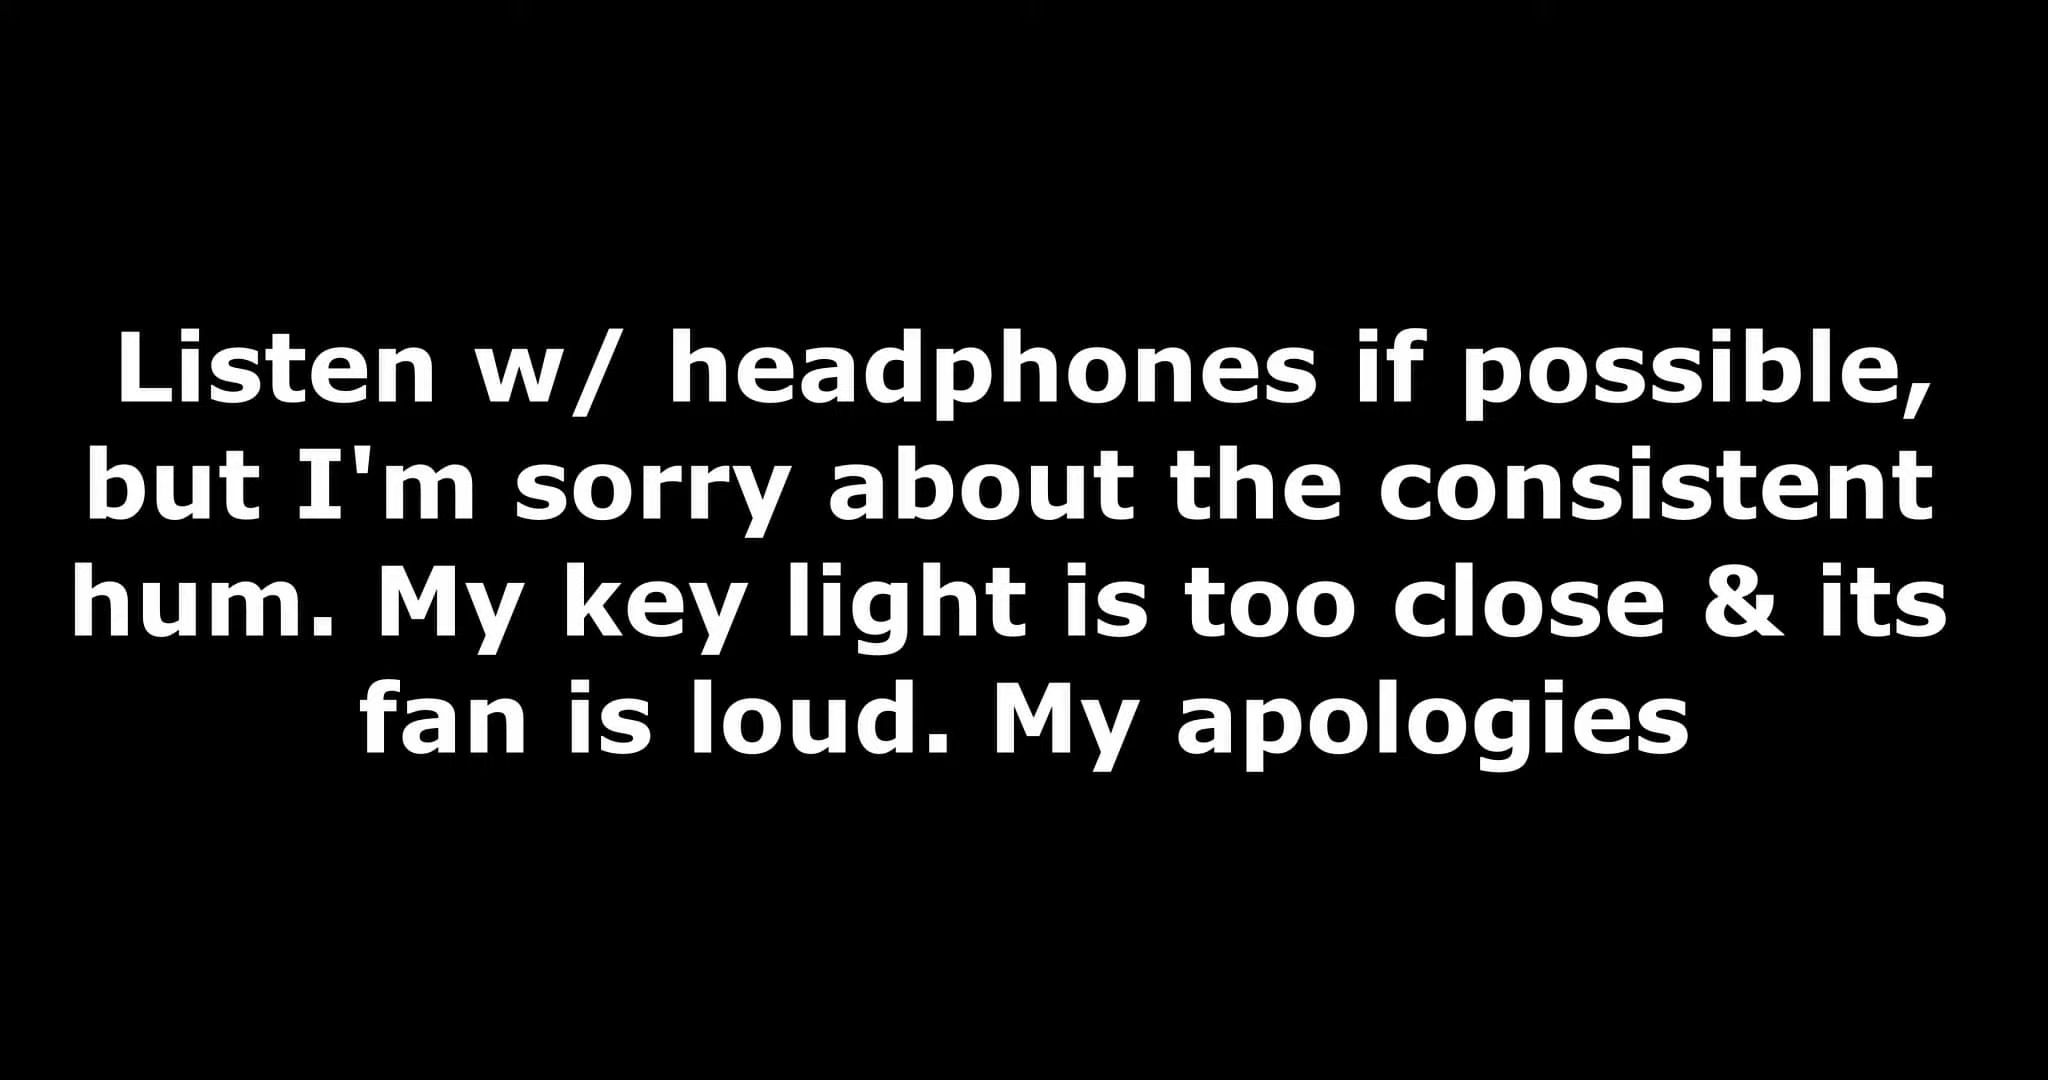 Listen w/ headphones if possible,
but I'm sorry about the consistent
hum. My key light is too close & its
fan is loud. My apologies